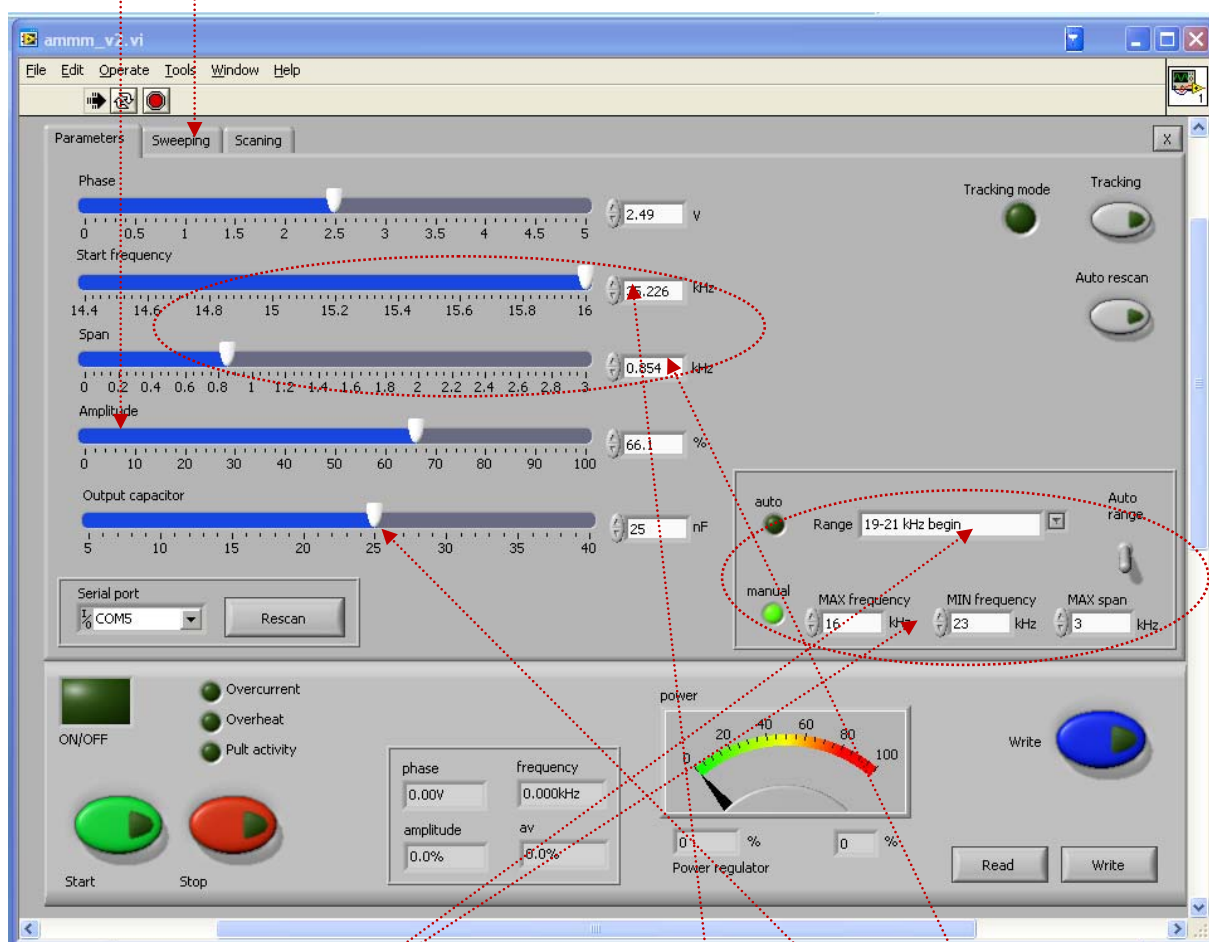 ammm_v2.vi
File Edit Operate Tools Window Help
1
Parameters Sweeping Scaning X
Phase
2.49 V
0 0.5 1 1.5 2 2.5 3 3.5 4 4.5 5
Tracking mode Tracking
Start frequency
.226 kHz
14.4 14.6 14.8 15 15.2 15.4 15.6 15.8 16
Auto rescan
Span
0.854 kHz
0 0.2 0.4 0.6 0.8 1 1.2 1.4 1.6 1.8 2 2.2 2.4 2.6 2.8 3
Amplitude
66.1 %
0 10 20 30 40 50 60 70 80 90 100
Output capacitor
25 nF
5 10 15 20 25 30 35 40
auto Range 19-21 kHz begin Auto range
manual MAX frequency MIN frequency MAX span
16 kHz 23 kHz 3 kHz
Serial port
I/O COM5 Rescan
ON/OFF
Overcurrent
Overheat
Pult activity
Start Stop
phase frequency
0.00V 0.000kHz
amplitude av
0.0% 0.0%
power
0 20 40 60 80 100
0 % 0 %
Power regulator
Write
Read Write